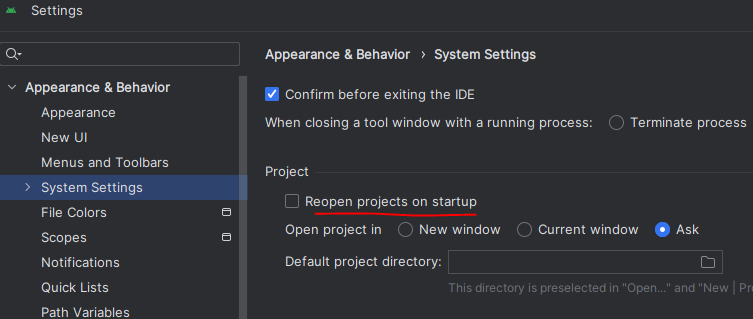 Settings
Appearance & Behavior
Appearance
New UI
Menus and Toolbars
System Settings
File Colors
Scopes
Notifications
Quick Lists
Path Variables
Appearance & Behavior › System Settings
Confirm before exiting the IDE
When closing a tool window with a running process: Terminate process
Project
Reopen projects on startup
Open project in New window Current window Ask
Default project directory:
This directory is preselected in "Open..." and "New | Pro